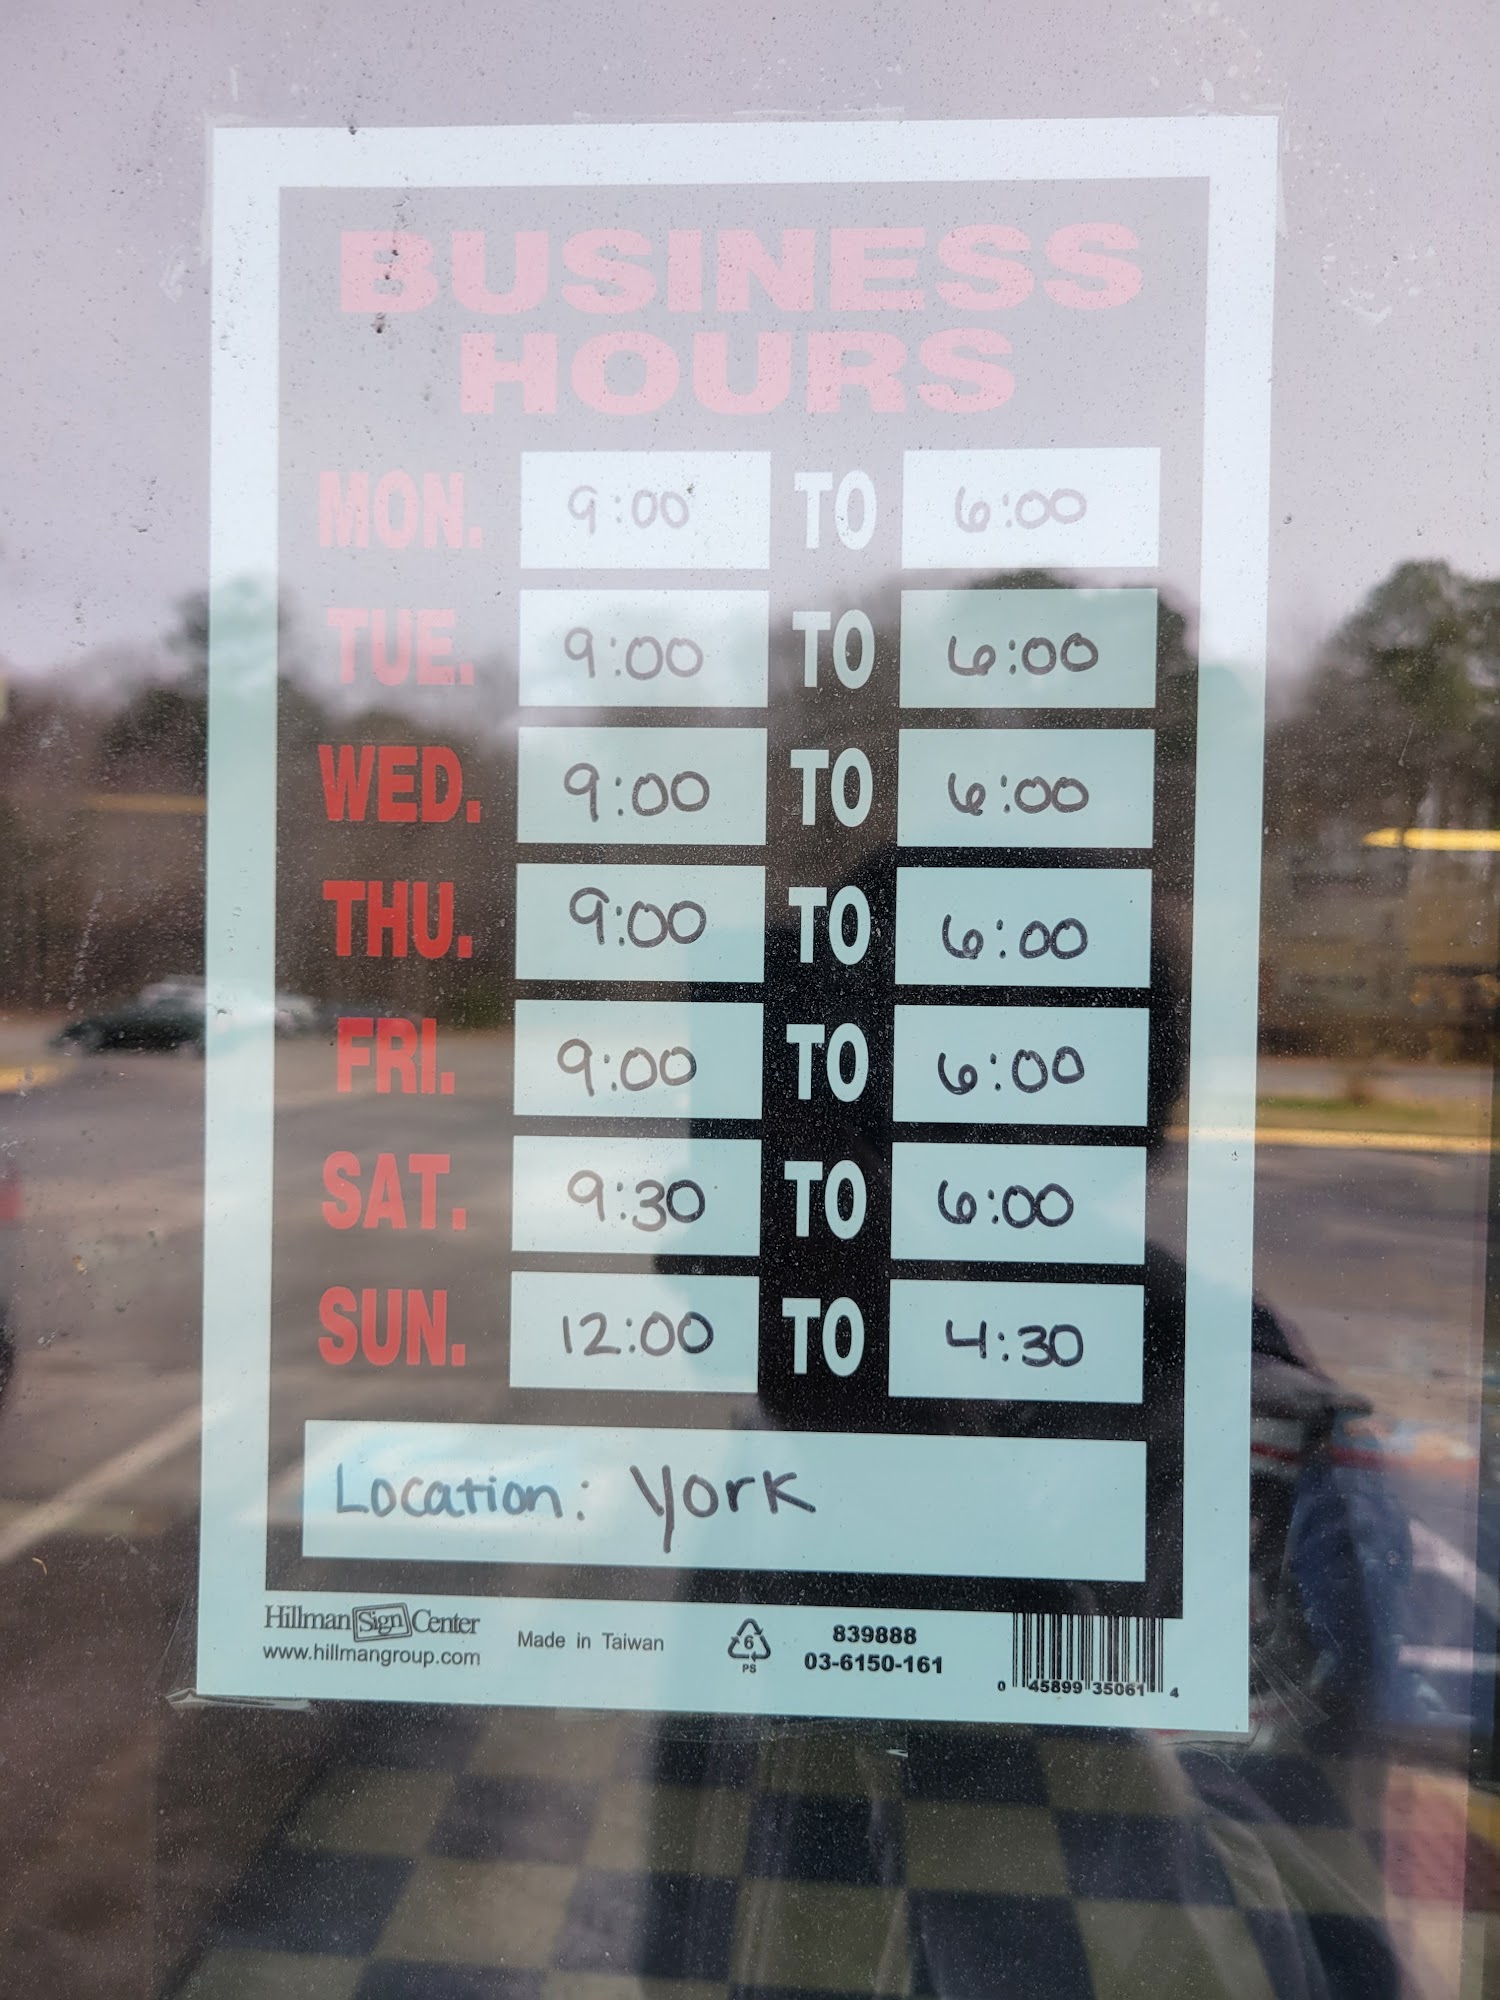 BUSINESS
HOURS
MON. 9:00 TO 6:00
TUE. 9:00 TO 6:00
WED. 9:00 TO 6:00
THU. 9:00 TO 6:00
FRI. 9:00 TO 6:00
SAT. 9:30 TO 6:00
SUN. 12:00 TO 4:30
Location: York
Hillman Sign Center
www.hillmangroup.com
Made in Taiwan
6
PS
839888
03-6150-161
0 45899 35061 4